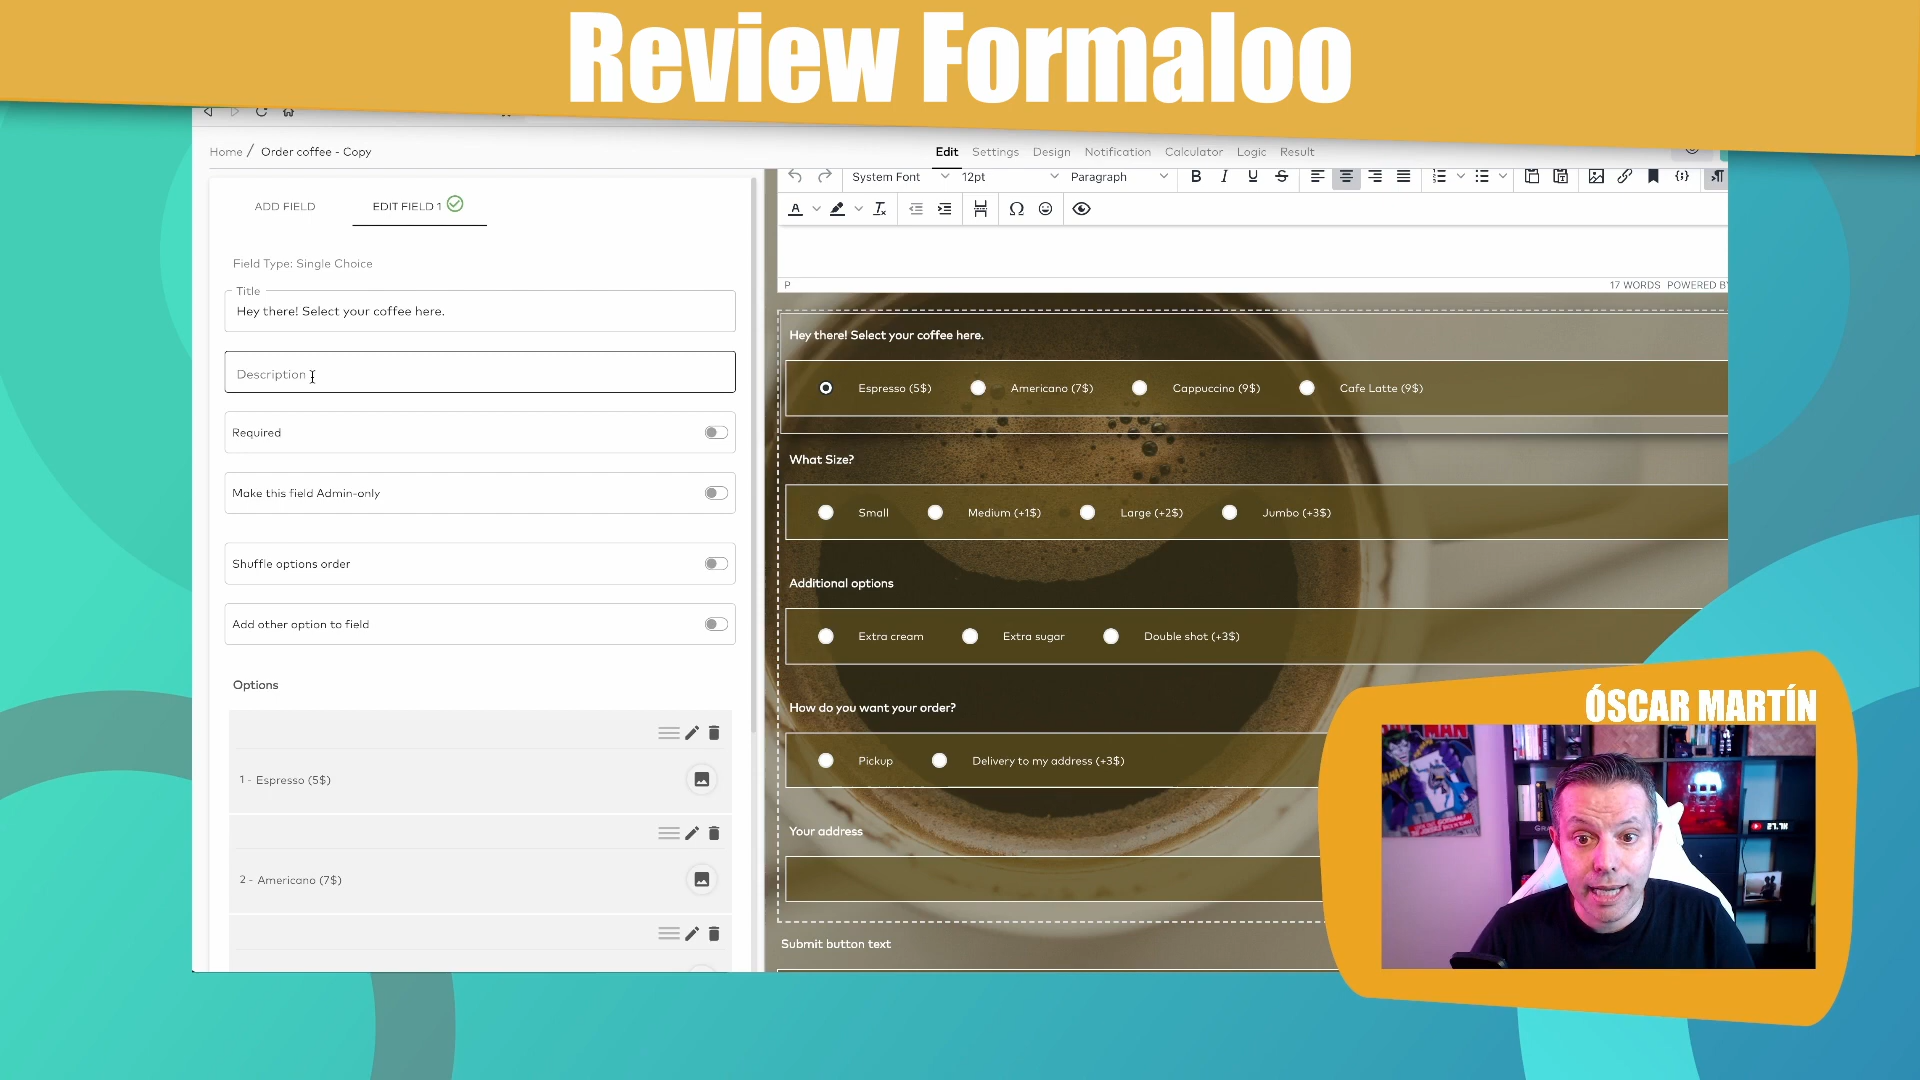 Review Formaloo
Home / Order coffee - Copy
Edit Settings Design Notification Calculator Logic Result
ADD FIELD
EDIT FIELD 1
Field Type: Single Choice
Title
Hey there! Select your coffee here.
Description
Required
Make this field Admin-only
Shuffle options order
Add other option to field
Options
1 - Espresso (5$)
2 - Americano (7$)
System Font 12pt Paragraph
P
17 WORDS POWERED BY
Hey there! Select your coffee here.
Espresso (5$) Americano (7$) Cappuccino (9$) Cafe Latte (9$)
What Size?
Small Medium (+1$) Large (+2$) Jumbo (+3$)
Additional options
Extra cream Extra sugar Double shot (+3$)
How do you want your order?
Pickup Delivery to my address (+3$)
Your address
Submit button text
ÓSCAR MARTÍN